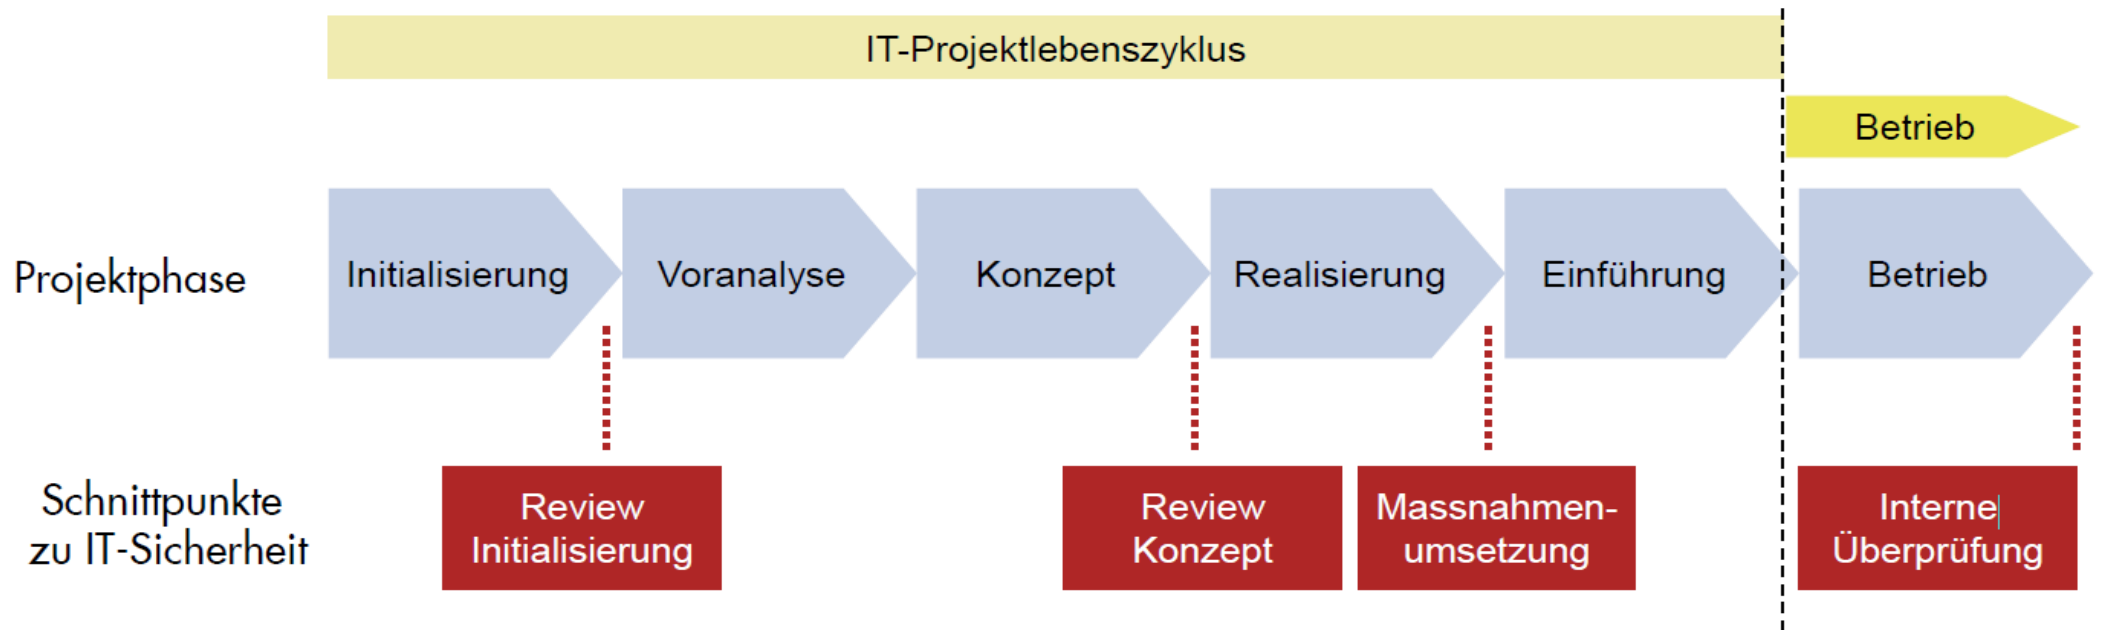 IT-Projektlebenszyklus
Betrieb
Projektphase
Initialisierung
Voranalyse
Konzept
Realisierung
Einführung
Betrieb
Schnittpunkte
zu IT-Sicherheit
Review
Initialisierung
Review
Konzept
Massnahmen-
umsetzung
Interne
Überprüfung